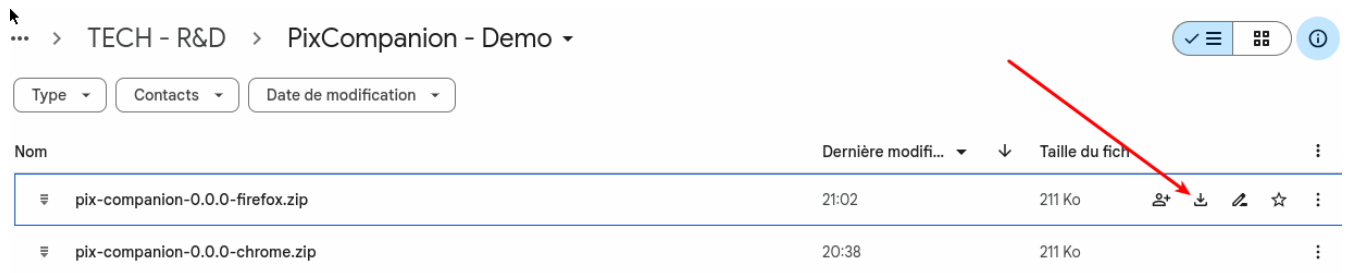 ... > TECH - R&D > PixCompanion - Demo
Type Contacts Date de modification
Nom Dernière modifi... Taille du fich
pix-companion-0.0.0-firefox.zip 21:02 211 Ko
pix-companion-0.0.0-chrome.zip 20:38 211 Ko